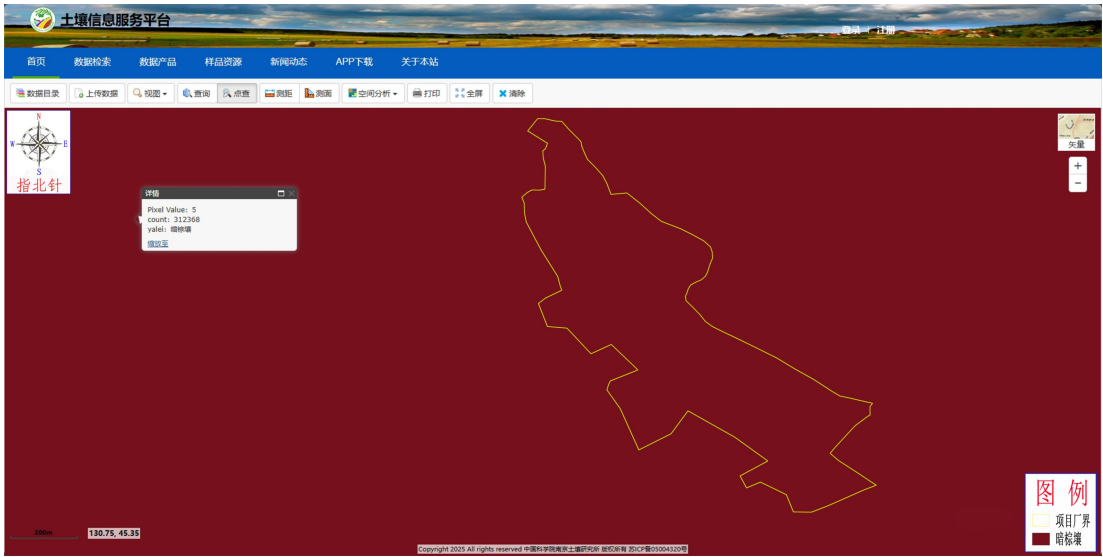 土壤信息服务平台
登录 | 注册
首页 数据检索 数据产品 样品资源 新闻动态 APP下载 关于本站
数据目录 上传数据 视图 查询 点查 测距 测面 空间分析 打印 全屏 清除
N
W E
S
指北针
矢量
+
−
详情
Pixel Value: 5
count: 312368
yalei: 暗棕壤
缩放至
图 例
项目厂界
暗棕壤
200m
130.75, 45.35
Copyright 2025 All rights reserved 中国科学院南京土壤研究所 版权所有 苏ICP备05004320号